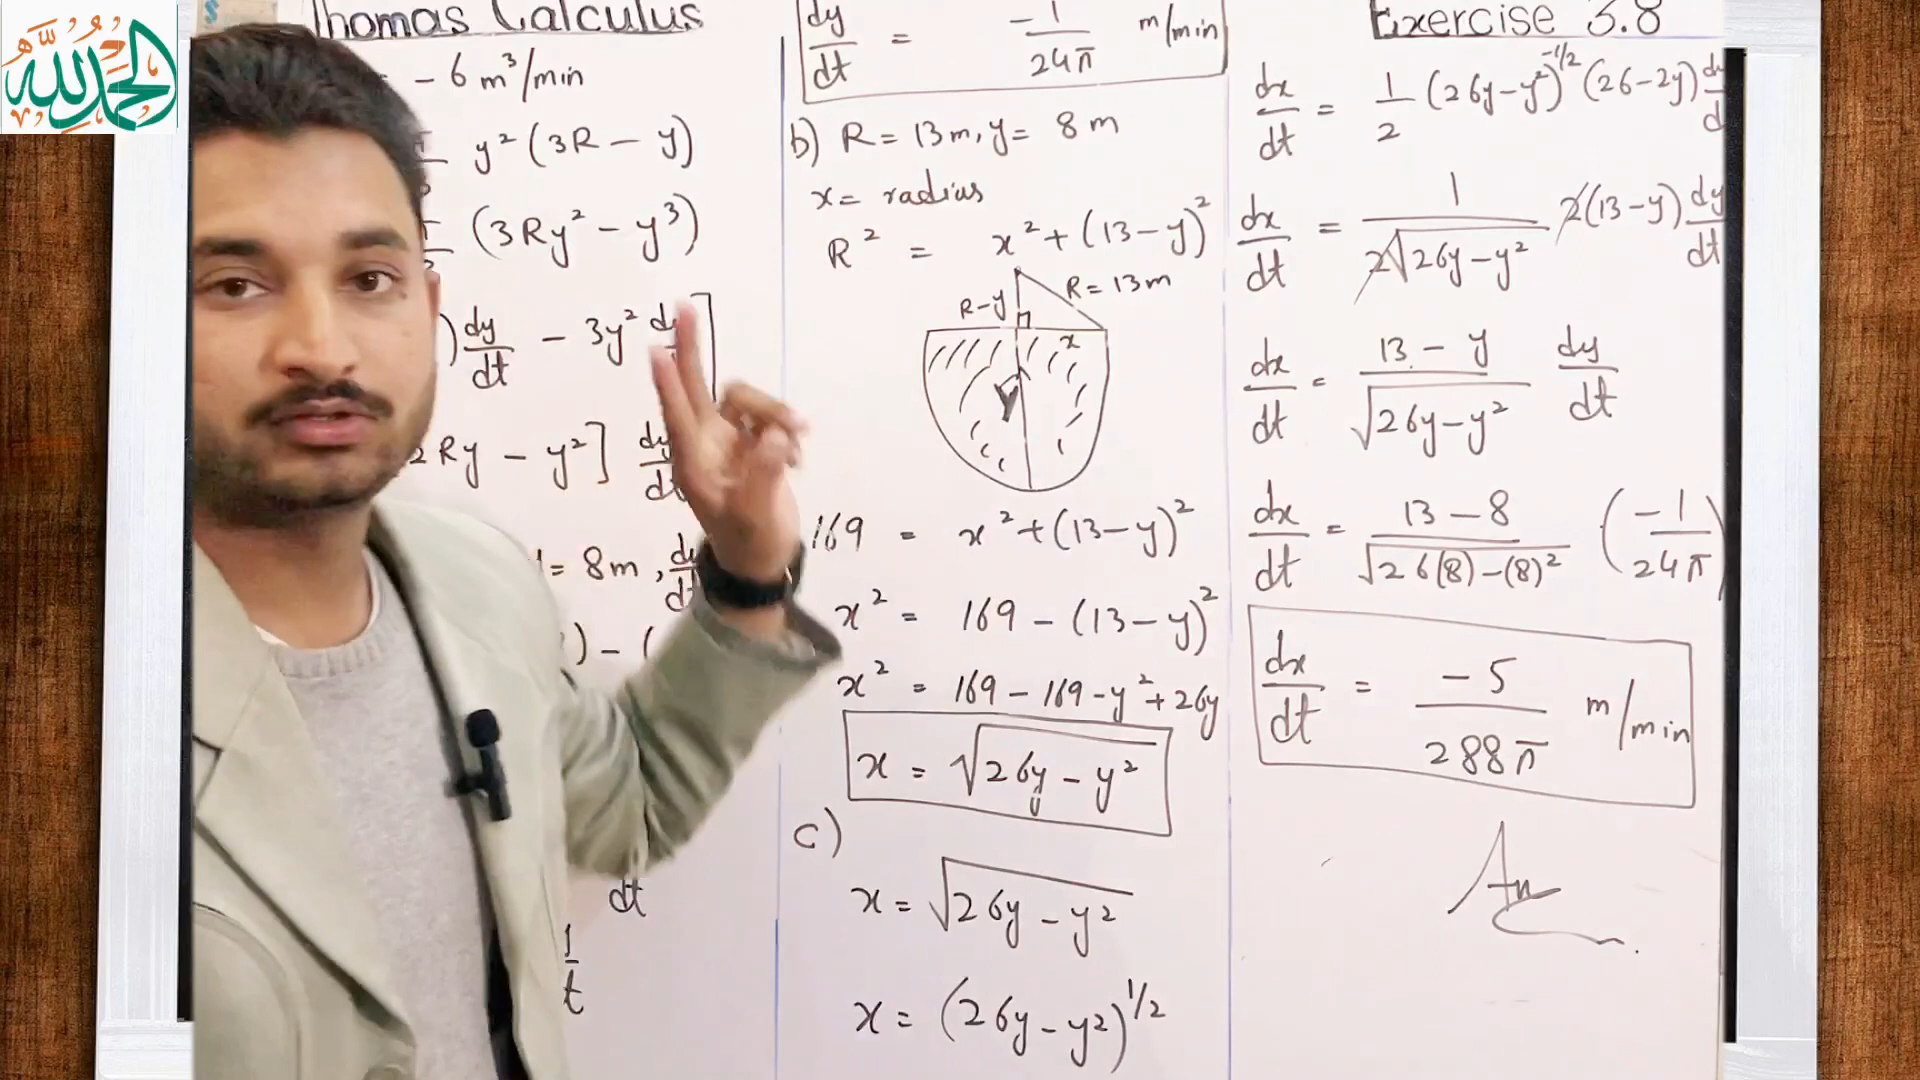 الحمد لله
Thomas Calculus
- 6 m³/min
y² (3R - y)
(3Ry² - y³)
) dy/dt - 3y² ]
2Ry - y² ]
= 8m ,
) - (
dt
1/t
dy/dt = -1/24π m/min
b) R = 13m, y = 8 m
x = radius
R² = x² + (13-y)²
R-y
R = 13m
x
169 = x² + (13-y)²
x² = 169 - (13-y)²
x² = 169 - 169 - y² + 26y
x = √26y - y²
c)
x = √26y - y²
x = (26y - y²)^1/2
Exercise 3.8
dx/dt = 1/2 (26y-y²)^-1/2 (26-2y)
dx/dt = 1/2√26y-y² 2(13-y) dy/dt
dx/dt = 13-y/√26y-y² dy/dt
dx/dt = 13-8/√26(8)-(8)² (-1/24π)
dx/dt = -5/288π m/min